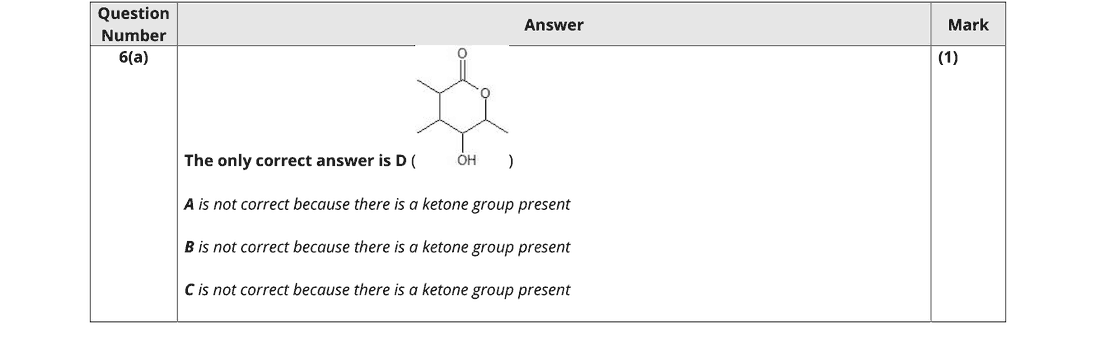 Question Number
Answer
Mark
6(a)
(1)
O
O
The only correct answer is D ( OH )
A is not correct because there is a ketone group present
B is not correct because there is a ketone group present
C is not correct because there is a ketone group present